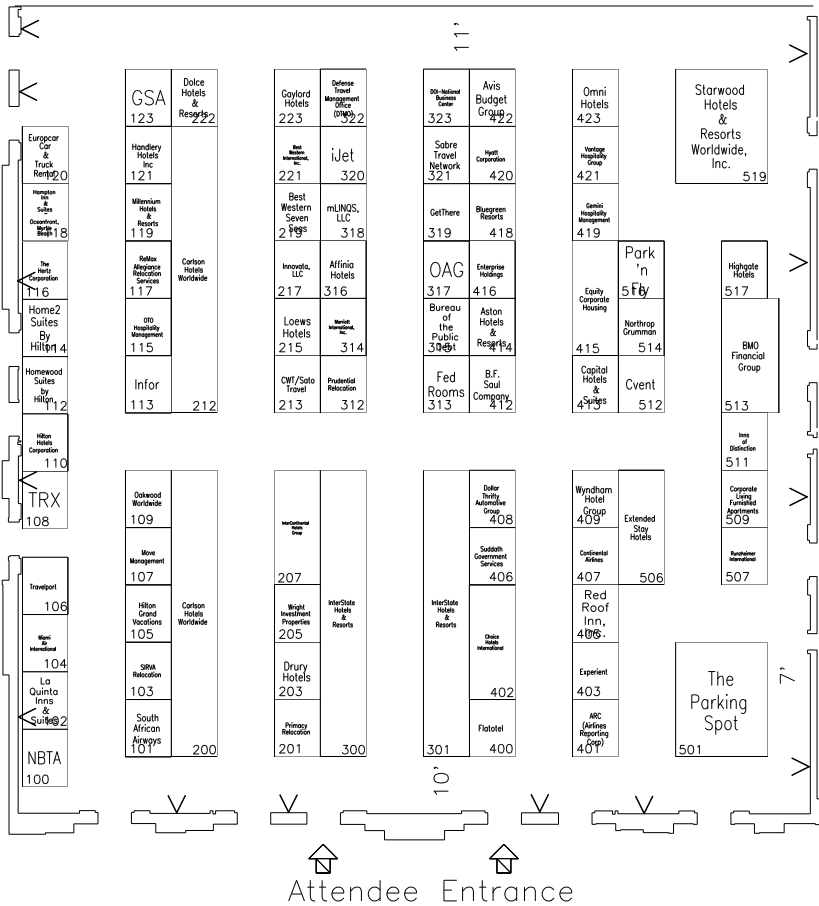 11'
GSA
123
Dolce
Hotels
&
Resorts
222
Gaylord
Hotels
223
Defense
Travel
Management
Office
(DTMO)
322
DOI-National
Business
Center
323
Avis
Budget
Group
422
Omni
Hotels
423
Starwood
Hotels
&
Resorts
Worldwide,
Inc.
519
Europcar
Car
&
Truck
Rental
120
Handlery
Hotels
Inc
121
Best
Western
International,
Inc.
221
iJet
320
Sabre
Travel
Network
321
Hyatt
Corporation
420
Vantage
Hospitality
Group
421
Hampton
Inn
&
Suites
Oceanfront,
Myrtle
Beach
118
Millennium
Hotels
&
Resorts
119
Best
Western
Seven
Seas
219
mLINQS,
LLC
318
GetThere
319
Bluegreen
Resorts
418
Gemini
Hospitality
Management
419
The
Hertz
Corporation
116
ReMax
Allegiance
Relocation
Services
117
Carlson
Hotels
Worldwide
212
Innovata,
LLC
217
Affinia
Hotels
316
OAG
317
Enterprise
Holdings
416
Equity
Corporate
Housing
415
Park
'n
Fly
516
Highgate
Hotels
517
Home2
Suites
By
Hilton
114
OTO
Hospitality
Management
115
Loews
Hotels
215
Marriott
International,
Inc.
314
Bureau
of the
Public
Debt
315
Aston
Hotels
&
Resorts
414
Northrop
Grumman
514
BMO
Financial
Group
513
Homewood
Suites
by
Hilton
112
Infor
113
CWT/Sato
Travel
213
Prudential
Relocation
312
Fed
Rooms
313
B.F.
Saul
Company
412
Capital
Hotels
&
Suites
413
Cvent
512
Hilton
Hotels
Corporation
110
Inns
of
Distinction
511
TRX
108
Oakwood
Worldwide
109
InterContinental
Hotels
Group
207
Dollar
Thrifty
Automotive
Group
408
Wyndham
Hotel
Group
409
Extended
Stay
Hotels
506
Corporate
Living
Furnished
Apartments
509
Move
Management
107
Suddath
Government
Services
406
Continental
Airlines
407
Runzheimer
International
507
Travelport
106
Hilton
Grand
Vacations
105
Carlson
Hotels
Worldwide
200
Wright
Investment
Properties
205
InterState
Hotels
&
Resorts
300
InterState
Hotels
&
Resorts
301
Choice
Hotels
International
402
Red
Roof
Inn,
Inc.
405
Miami
Air
International
104
SIRVA
Relocation
103
Drury
Hotels
203
Experient
403
The
Parking
Spot
501
7'
La
Quinta
Inns
&
Suites
102
South
African
Airways
101
Primacy
Relocation
201
Flatotel
400
ARC
(Airlines
Reporting
Corp)
401
NBTA
100
10'
Attendee Entrance